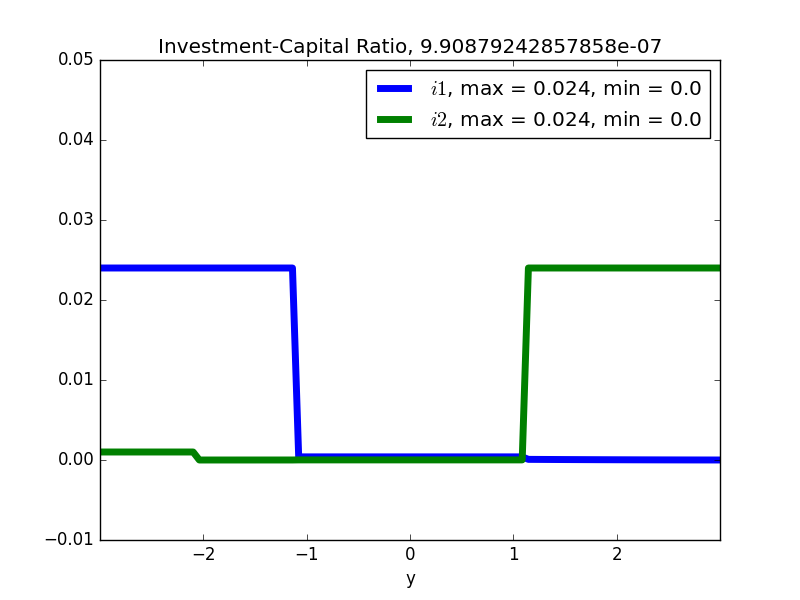 Investment-Capital Ratio, 9.90879242857858e-07
0.05
i1, max = 0.024, min = 0.0
i2, max = 0.024, min = 0.0
0.04
0.03
0.02
0.01
0.00
−0.01
−2 −1 0 1 2
y